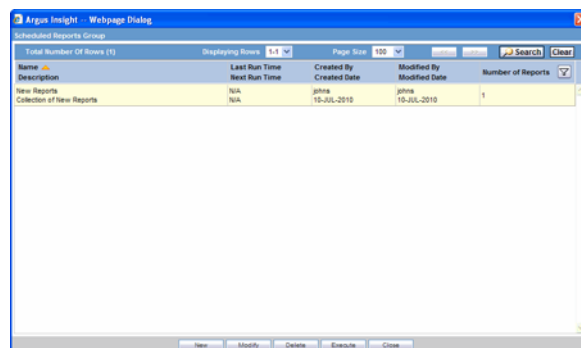 Argus Insight -- Webpage Dialog
Scheduled Reports Group
Total Number Of Rows (1) Displaying Rows 1-1 Page Size 100 Search Clear
Name Last Run Time Created By Modified By Number of Reports
Description Next Run Time Created Date Modified Date
New Reports N/A johns johns 1
Collection of New Reports N/A 10-JUL-2010 10-JUL-2010
New Modify Delete Execute Close